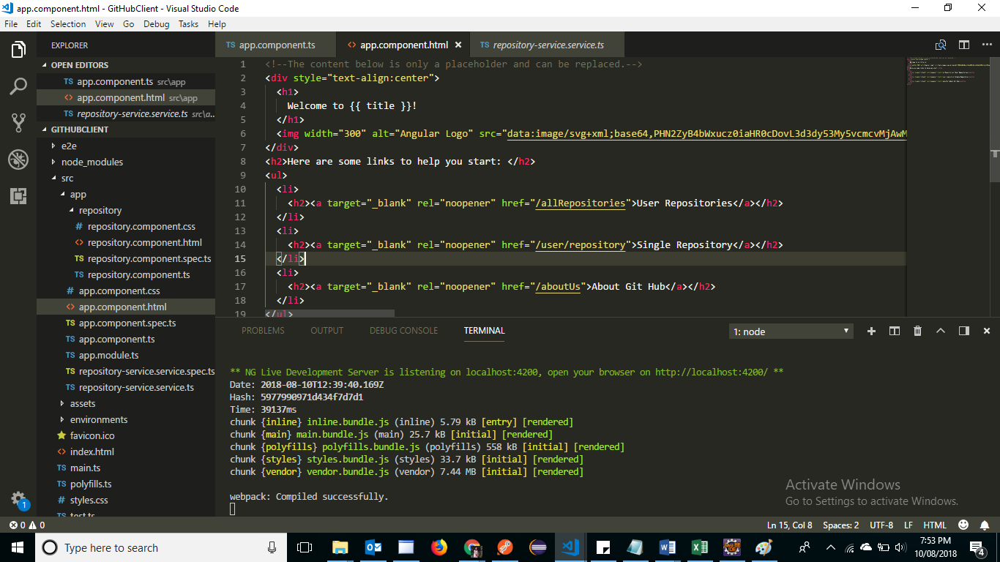 app.component.html - GitHubClient - Visual Studio Code
File Edit Selection View Go Debug Tasks Help
EXPLORER
OPEN EDITORS
TS app.component.ts src\app
<> app.component.html src\app
TS repository-service.service.ts src\a...
GITHUBCLIENT
e2e
node_modules
src
app
repository
# repository.component.css
<> repository.component.html
TS repository.component.spec.ts
TS repository.component.ts
# app.component.css
<> app.component.html
TS app.component.spec.ts
TS app.component.ts
TS app.module.ts
TS repository-service.service.spec.ts
TS repository-service.service.ts
assets
environments
favicon.ico
<> index.html
TS main.ts
TS polyfills.ts
# styles.css
TS test.ts
1
TS app.component.ts <> app.component.html × TS repository-service.service.ts
1 <!--The content below is only a placeholder and can be replaced.-->
2 <div style="text-align:center">
3 <h1>
4 Welcome to {{ title }}!
5 </h1>
6 <img width="300" alt="Angular Logo" src="data:image/svg+xml;base64,PHN2ZyB4bWxucz0iaHR0cDovL3d3dy53My5vcmcvMjAwM
7 </div>
8 <h2>Here are some links to help you start: </h2>
9 <ul>
10 <li>
11 <h2><a target="_blank" rel="noopener" href="/allRepositories">User Repositories</a></h2>
12 </li>
13 <li>
14 <h2><a target="_blank" rel="noopener" href="/user/repository">Single Repository</a></h2>
15 </li>
16 <li>
17 <h2><a target="_blank" rel="noopener" href="/aboutUs">About Git Hub</a></h2>
18 </li>
19 </ul>
PROBLEMS OUTPUT DEBUG CONSOLE TERMINAL 1: node
** NG Live Development Server is listening on localhost:4200, open your browser on http://localhost:4200/ **
Date: 2018-08-10T12:39:40.169Z
Hash: 5977990971d434f7d7d1
Time: 39137ms
chunk {inline} inline.bundle.js (inline) 5.79 kB [entry] [rendered]
chunk {main} main.bundle.js (main) 25.7 kB [initial] [rendered]
chunk {polyfills} polyfills.bundle.js (polyfills) 558 kB [initial] [rendered]
chunk {styles} styles.bundle.js (styles) 33.7 kB [initial] [rendered]
chunk {vendor} vendor.bundle.js (vendor) 7.44 MB [initial] [rendered]
webpack: Compiled successfully.
Activate Windows
Go to Settings to activate Windows.
0 0 Ln 15, Col 8 Spaces: 2 UTF-8 LF HTML
Type here to search
7:53 PM
10/08/2018
4